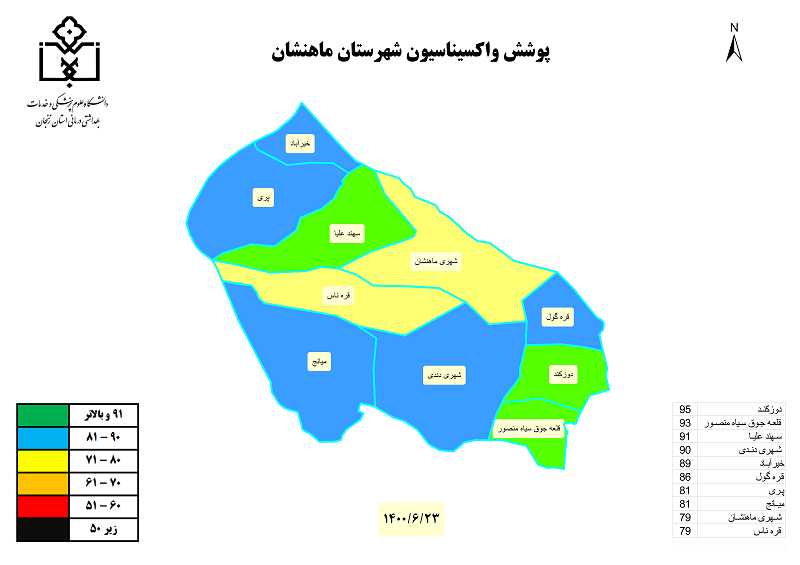 پوشش واکسیناسیون شهرستان ماهنشان
N
دانشگاه علوم پزشکی و خدمات
بهداشتی درمانی استان زنجان
خیرآباد
پری
سهند علیا
شهری ماهنشان
قره ناس
قره گول
میانج
شهری دندی
دوزکند
قلعه جوق سیاه منصور
۹۱ و بالاتر
۸۱ – ۹۰
۷۱ – ۸۰
۶۱ – ۷۰
۵۱ – ۶۰
زیر ۵۰
۱۴۰۰/۶/۲۳
دوزکند 95
قلعه جوق سیاه منصور 93
سهند علیا 91
شهری دندی 90
خیرآباد 89
قره گول 86
پری 81
میانج 81
شهری ماهنشان 79
قره ناس 79